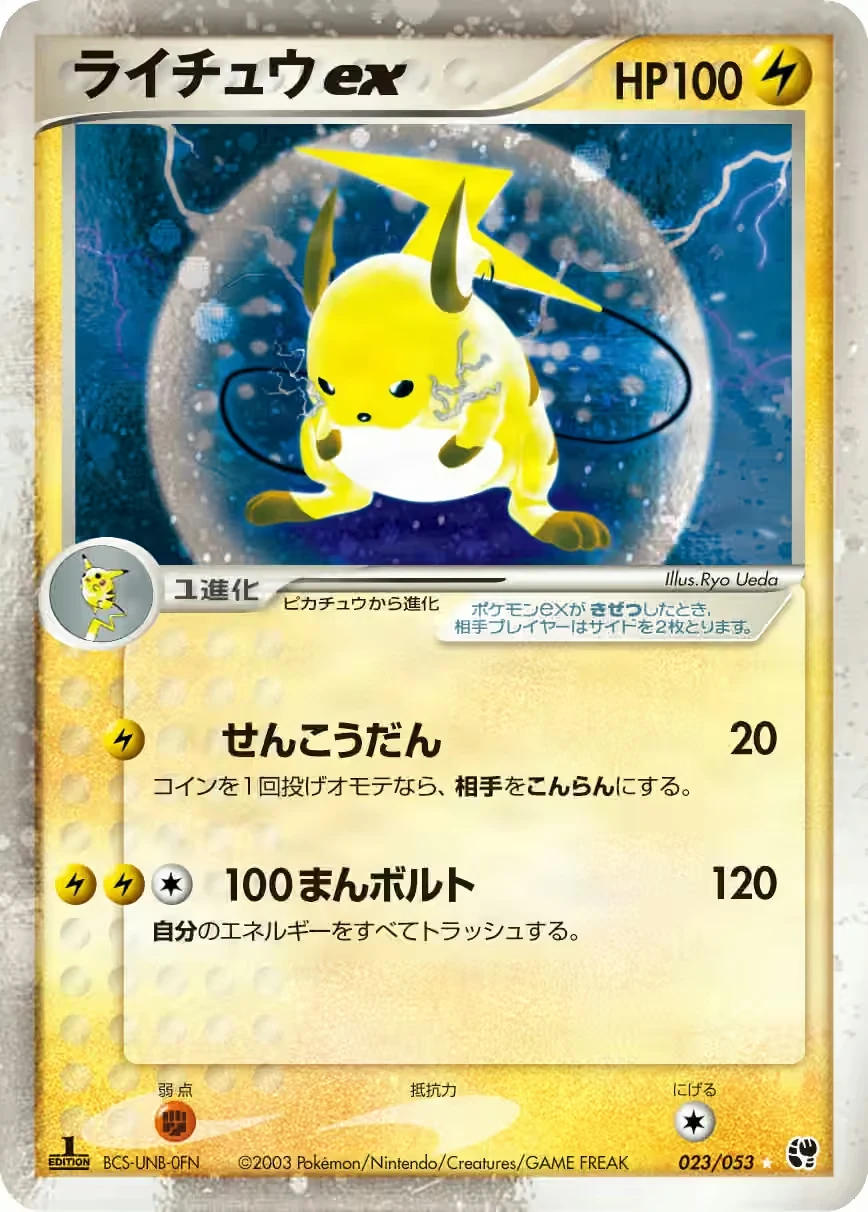 ライチュウex
HP100
1進化
ピカチュウから進化
Illus.Ryo Ueda
ポケモンexが きぜつしたとき、
相手プレイヤーはサイドを2枚とります。
せんこうだん 20
コインを1回投げオモテなら、相手をこんらんにする。
100まんボルト 120
自分のエネルギーをすべてトラッシュする。
弱点 抵抗力 にげる
1
EDITION
BCS-UNB-0FN ©2003 Pokémon/Nintendo/Creatures/GAME FREAK 023/053 ★